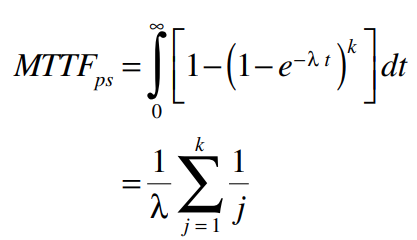 MTTF_ps = ∫_0^∞ [1−(1−e^{−λt})^k] dt
= 1/λ ∑_{j=1}^{k} 1/j